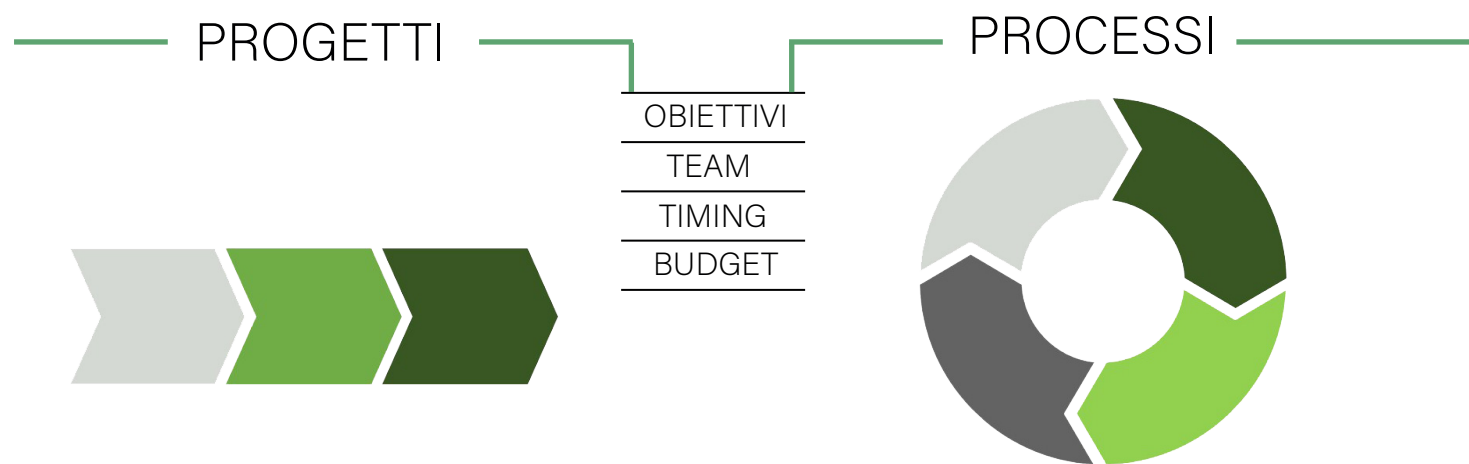 PROGETTI
PROCESSI
OBIETTIVI
TEAM
TIMING
BUDGET